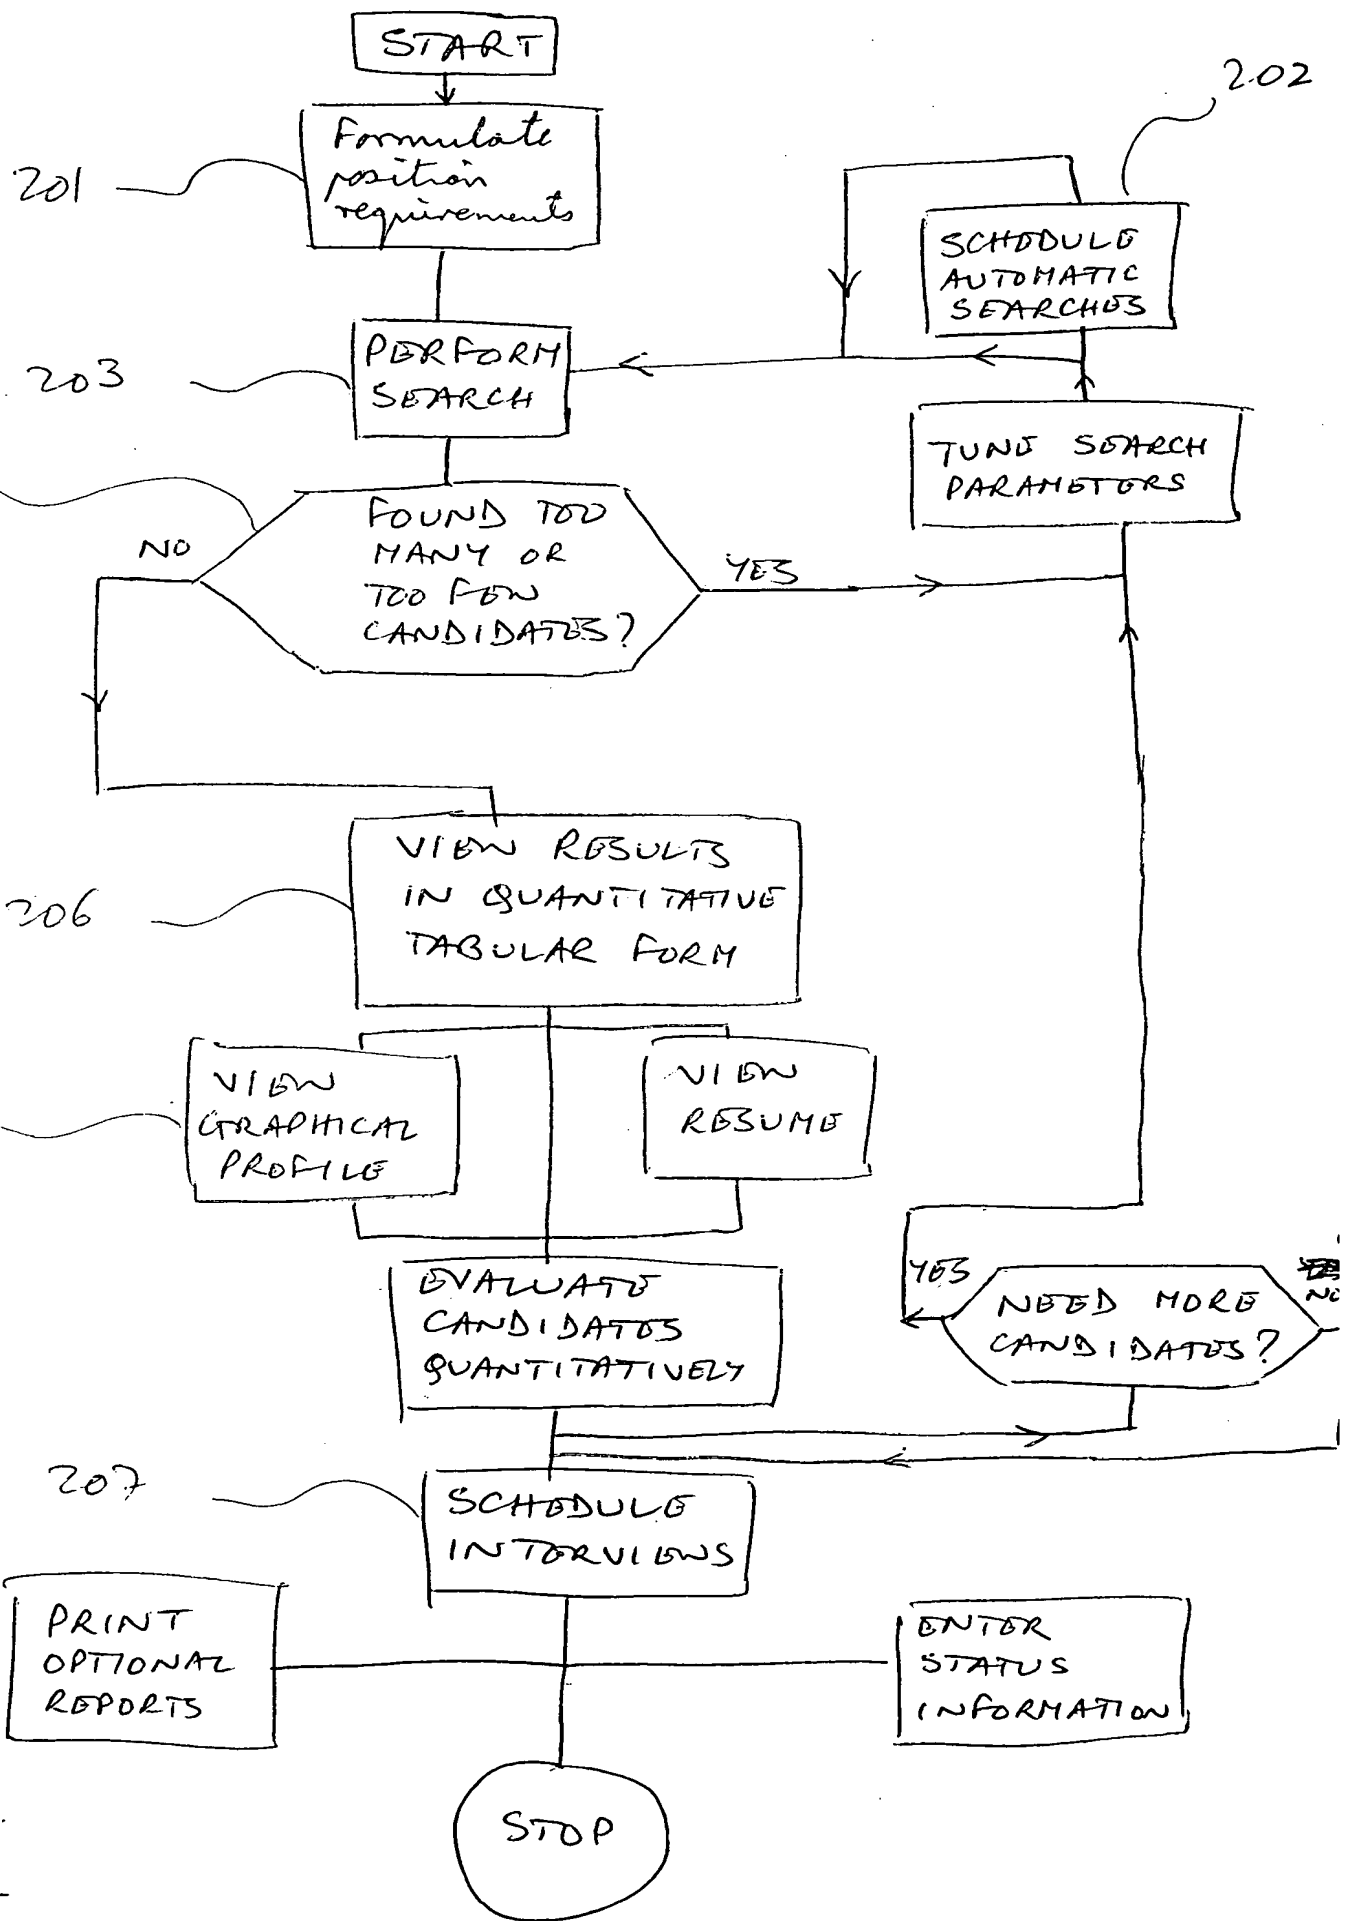 START
202
Formulate
position
requirements
201
SCHEDULE
AUTOMATIC
SEARCHES
PERFORM
SEARCH
203
TUNE SEARCH
PARAMETERS
FOUND TOO
MANY OR
TOO FEW
CANDIDATES?
NO
YES
VIEW RESULTS
IN QUANTITATIVE
TABULAR FORM
206
VIEW
GRAPHICAL
PROFILE
VIEW
RESUME
EVALUATE
CANDIDATES
QUANTITATIVELY
YES
NEED MORE
CANDIDATES?
207
SCHEDULE
INTERVIEWS
PRINT
OPTIONAL
REPORTS
ENTER
STATUS
INFORMATION
STOP